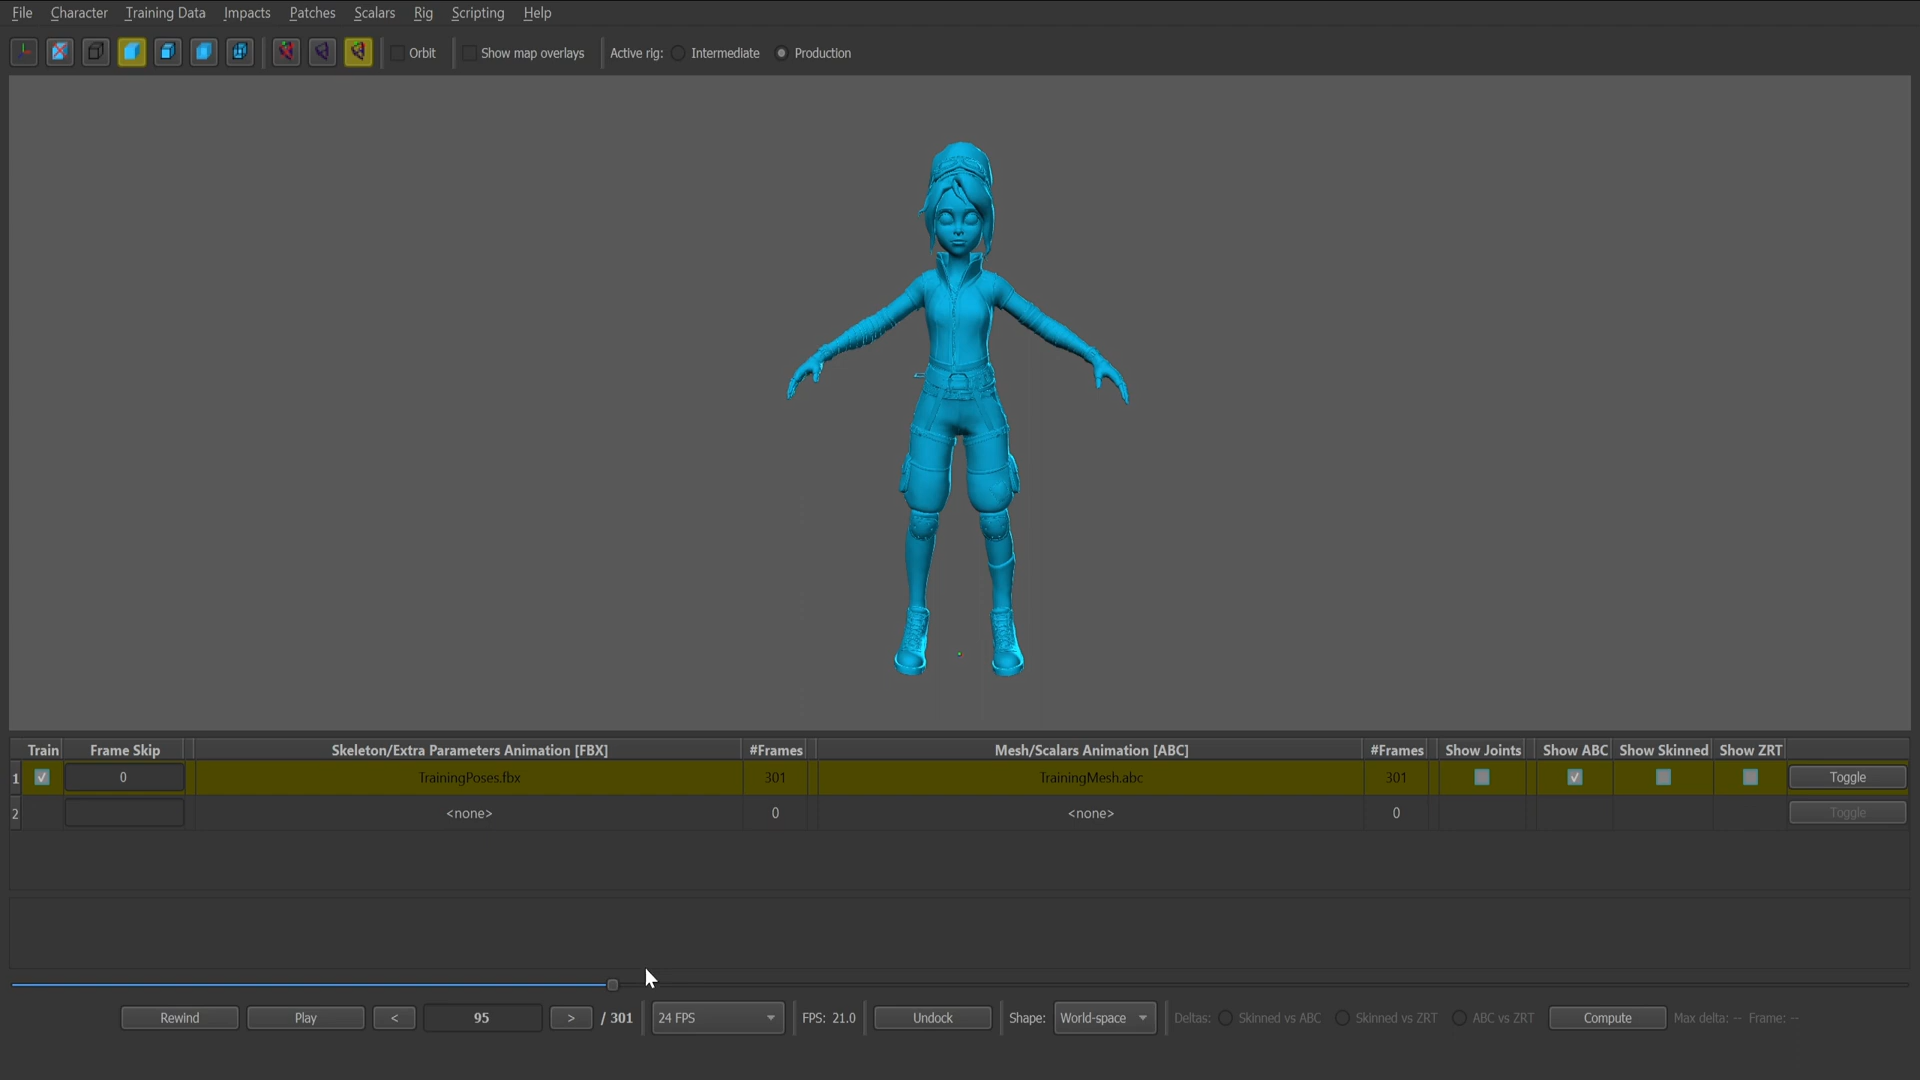 File Character Training Data Impacts Patches Scalars Rig Scripting Help
Orbit Show map overlays Active rig: Intermediate Production
Train Frame Skip Skeleton/Extra Parameters Animation [FBX] #Frames Mesh/Scalars Animation [ABC] #Frames Show Joints Show ABC Show Skinned Show ZRT
1 0 TrainingPoses.fbx 301 TrainingMesh.abc 301 Toggle
2 <none> 0 <none> 0 Toggle
Rewind Play < 95 > / 301 24 FPS FPS: 21.0 Undock Shape: World-space Deltas: Skinned vs ABC Skinned vs ZRT ABC vs ZRT Compute Max delta: -- Frame: --